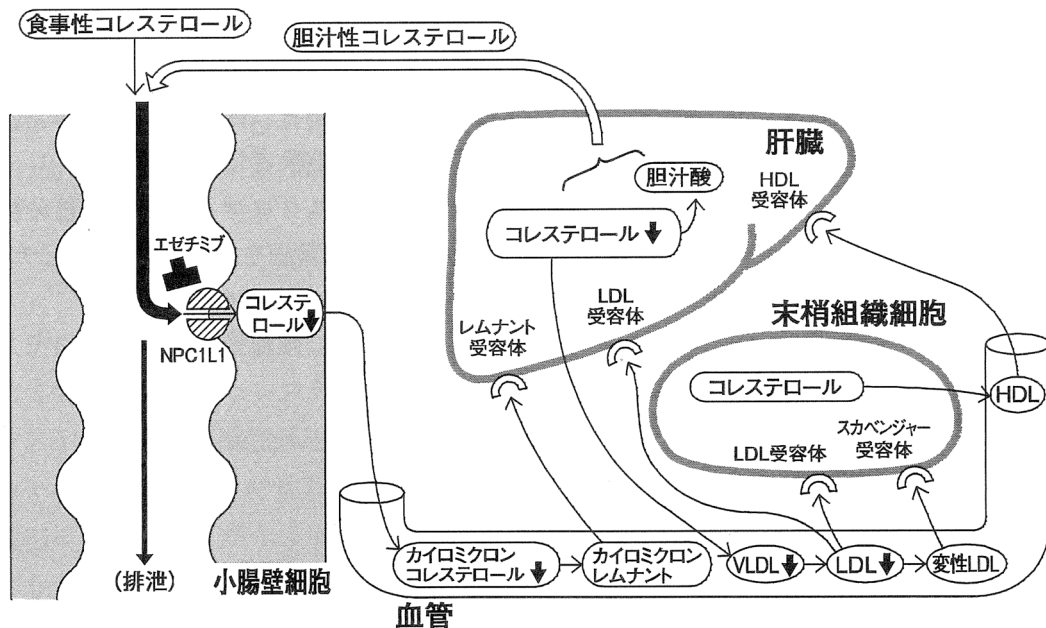 食事性コレステロール
胆汁性コレステロール
肝臓
胆汁酸
HDL
受容体
コレステロール
エゼチミブ
コレステ
ロール
NPC1L1
LDL
受容体
レムナント
受容体
末梢組織細胞
コレステロール
HDL
スカベンジャー
受容体
LDL受容体
カイロミクロン
コレステロール
カイロミクロン
レムナント
VLDL
LDL
変性LDL
(排泄)
小腸壁細胞
血管